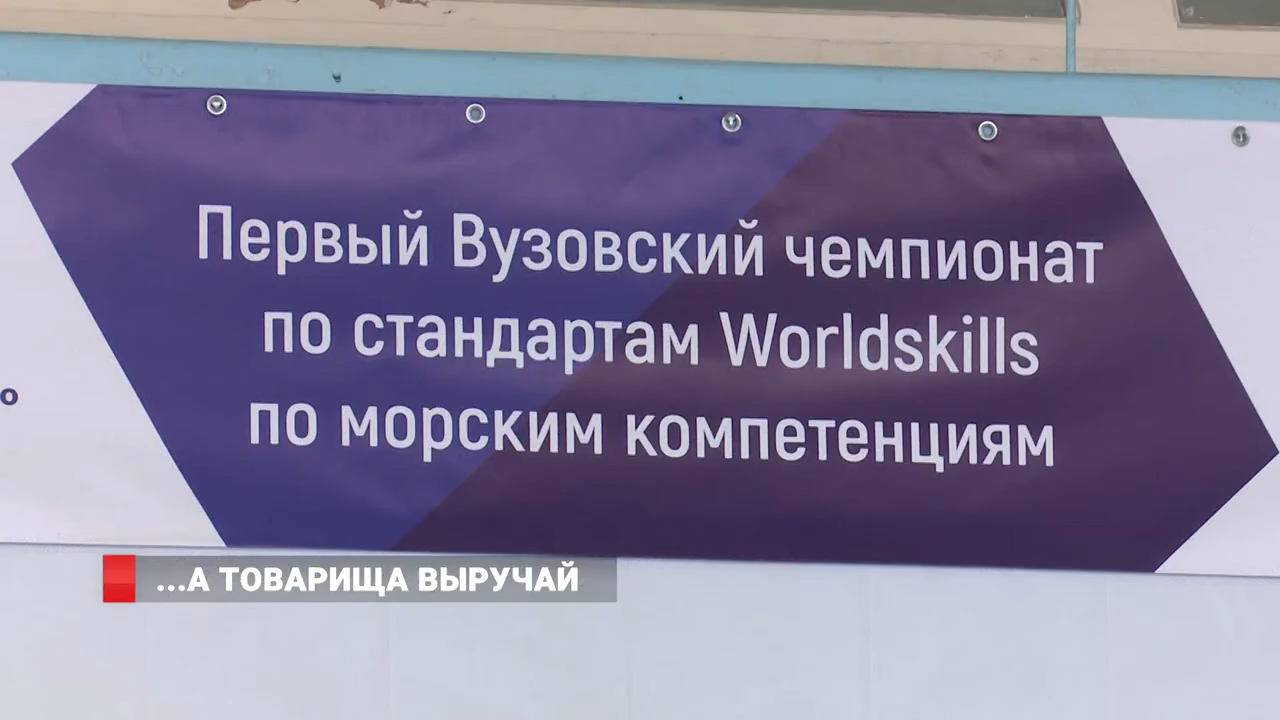 Первый Вузовский чемпионат
по стандартам Worldskills
по морским компетенциям
о
...А ТОВАРИЩА ВЫРУЧАЙ